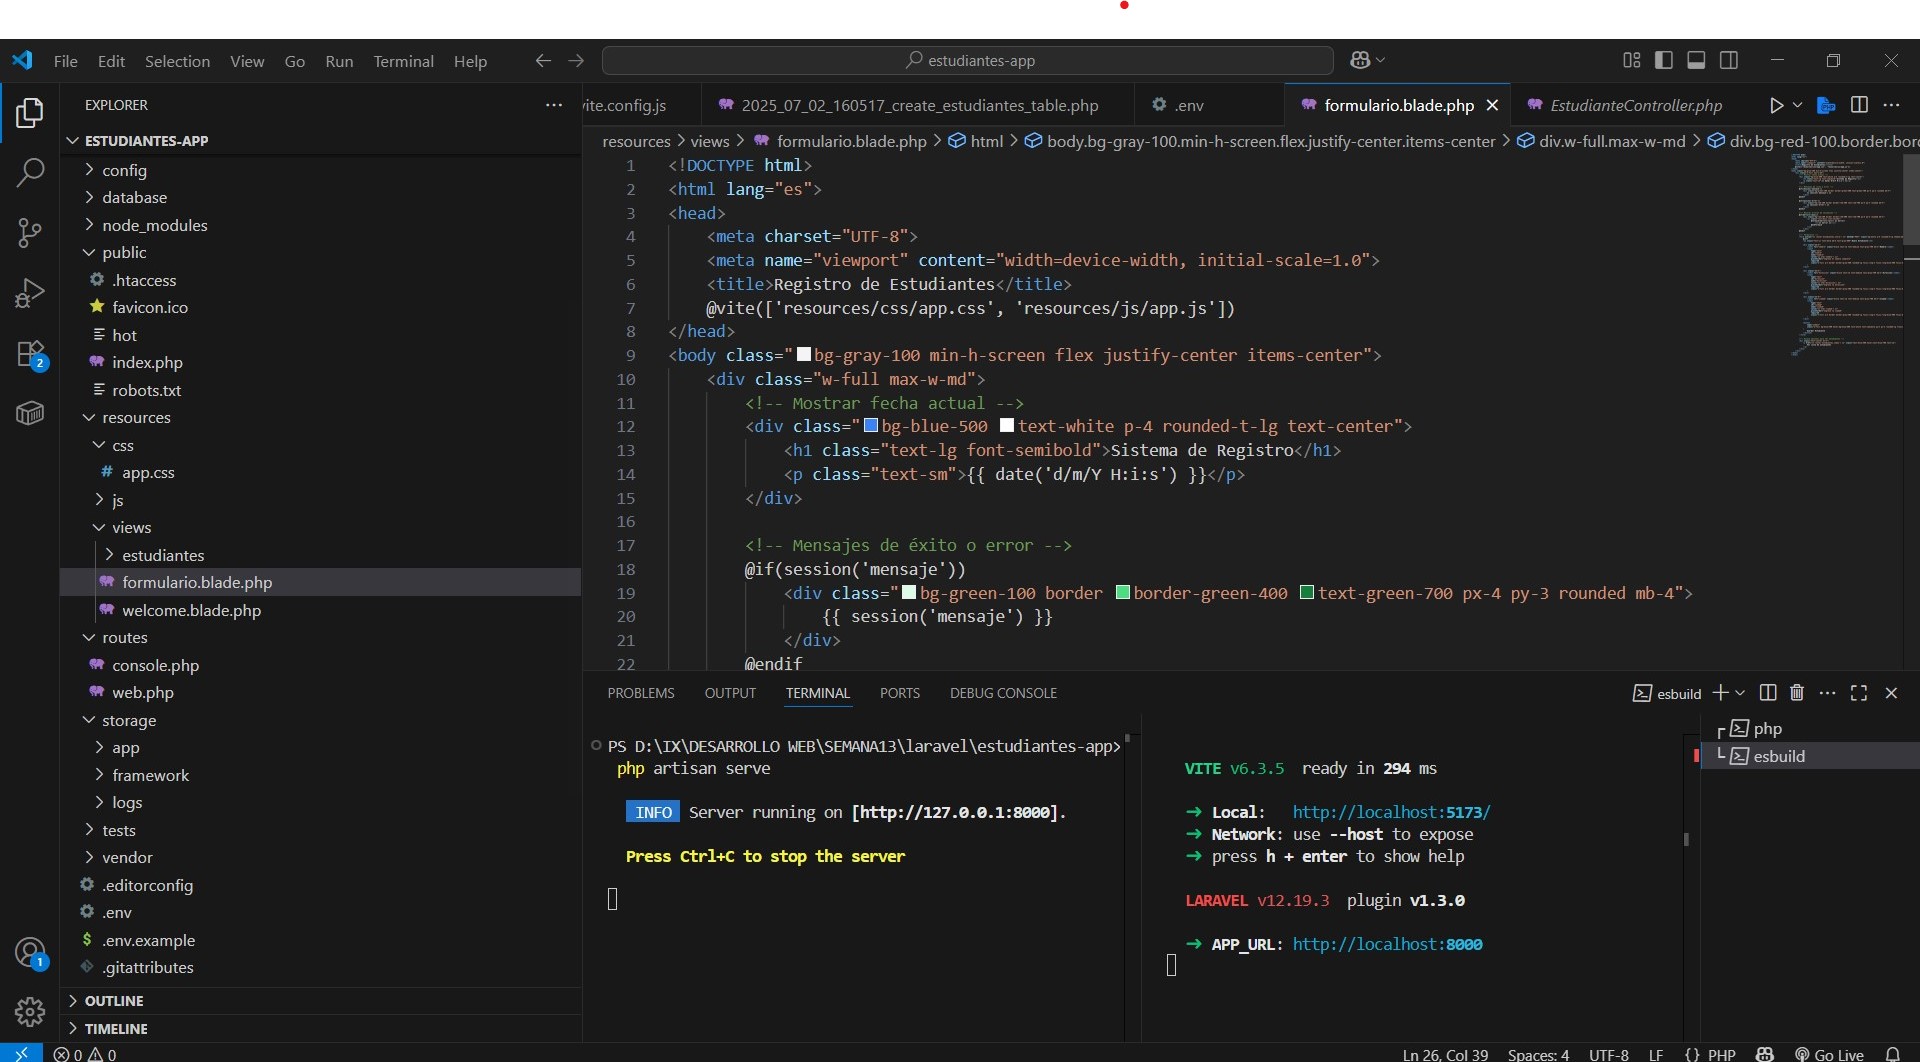 File Edit Selection View Go Run Terminal Help
estudiantes-app
EXPLORER
ESTUDIANTES-APP
config
database
node_modules
public
.htaccess
favicon.ico
hot
index.php
robots.txt
resources
css
app.css
js
views
estudiantes
formulario.blade.php
welcome.blade.php
routes
console.php
web.php
storage
app
framework
logs
tests
vendor
.editorconfig
.env
.env.example
.gitattributes
OUTLINE
TIMELINE
2
1
vite.config.js 2025_07_02_160517_create_estudiantes_table.php .env formulario.blade.php EstudianteController.php
resources > views > formulario.blade.php > html > body.bg-gray-100.min-h-screen.flex.justify-center.items-center > div.w-full.max-w-md > div.bg-red-100.border.bor
1 <!DOCTYPE html>
2 <html lang="es">
3 <head>
4 <meta charset="UTF-8">
5 <meta name="viewport" content="width=device-width, initial-scale=1.0">
6 <title>Registro de Estudiantes</title>
7 @vite(['resources/css/app.css', 'resources/js/app.js'])
8 </head>
9 <body class="bg-gray-100 min-h-screen flex justify-center items-center">
10 <div class="w-full max-w-md">
11 <!-- Mostrar fecha actual -->
12 <div class="bg-blue-500 text-white p-4 rounded-t-lg text-center">
13 <h1 class="text-lg font-semibold">Sistema de Registro</h1>
14 <p class="text-sm">{{ date('d/m/Y H:i:s') }}</p>
15 </div>
16
17 <!-- Mensajes de éxito o error -->
18 @if(session('mensaje'))
19 <div class="bg-green-100 border border-green-400 text-green-700 px-4 py-3 rounded mb-4">
20 {{ session('mensaje') }}
21 </div>
22 @endif
PROBLEMS OUTPUT TERMINAL PORTS DEBUG CONSOLE
esbuild
PS D:\IX\DESARROLLO WEB\SEMANA13\laravel\estudiantes-app>
php artisan serve
INFO Server running on [http://127.0.0.1:8000].
Press Ctrl+C to stop the server
VITE v6.3.5 ready in 294 ms
➜ Local: http://localhost:5173/
➜ Network: use --host to expose
➜ press h + enter to show help
LARAVEL v12.19.3 plugin v1.3.0
➜ APP_URL: http://localhost:8000
php
esbuild
0 0
Ln 26, Col 39 Spaces: 4 UTF-8 LF {} PHP Go Live